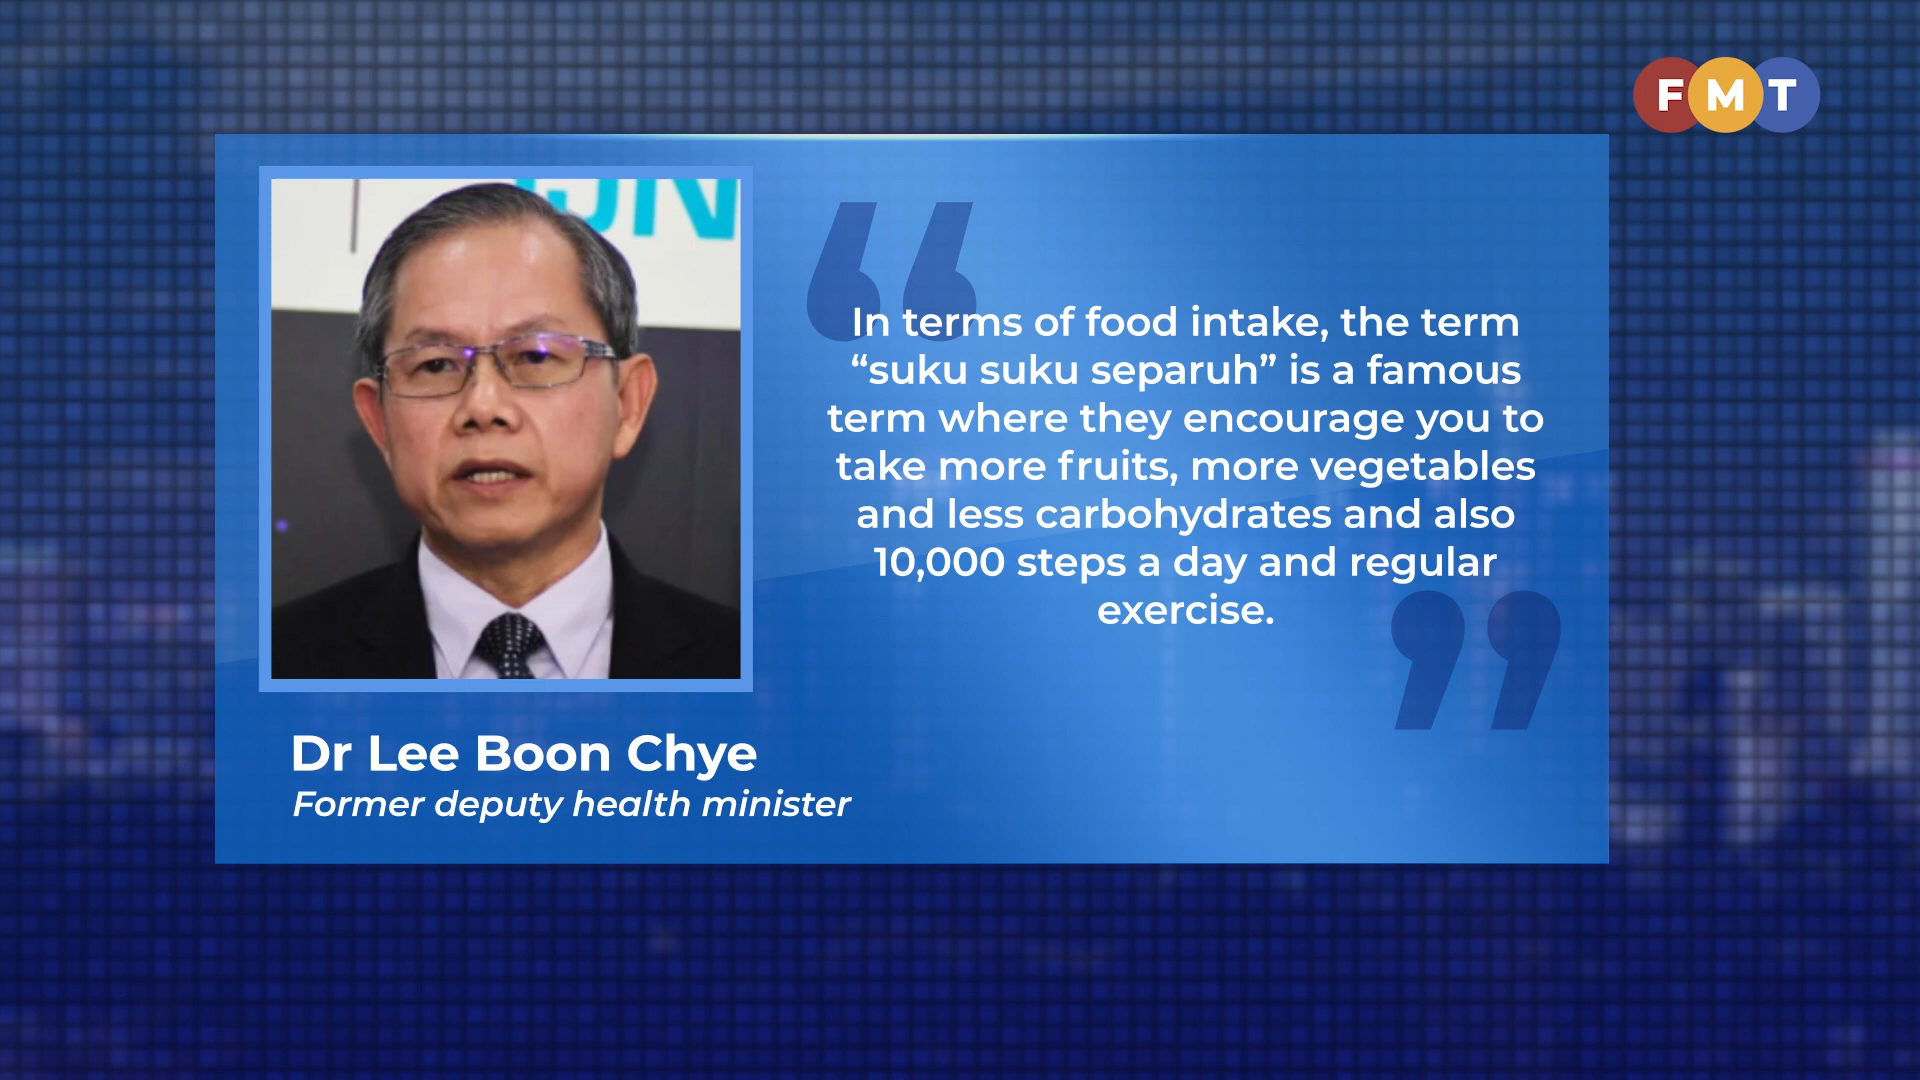 FMT
In terms of food intake, the term
“suku suku separuh” is a famous
term where they encourage you to
take more fruits, more vegetables
and less carbohydrates and also
10,000 steps a day and regular
exercise.
Dr Lee Boon Chye
Former deputy health minister